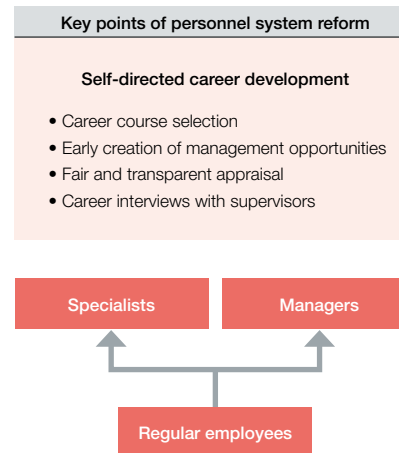 Key points of personnel system reform
Self-directed career development
• Career course selection
• Early creation of management opportunities
• Fair and transparent appraisal
• Career interviews with supervisors
Specialists
Managers
Regular employees